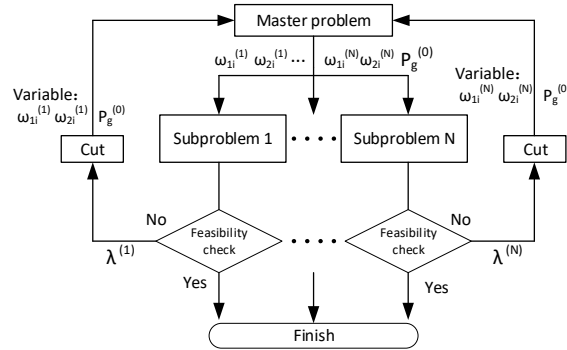 Master problem
ω1i(1) ω2i(1) ... ω1i(N) ω2i(N) Pg(0)
Variable:
ω1i(1) ω2i(1) Pg(0)
Variable:
ω1i(N) ω2i(N) Pg(0
Cut
Subproblem 1
Subproblem N
Cut
No
Feasibility
check
Feasibility
check
No
λ(1)
λ(N)
Yes
Yes
Finish